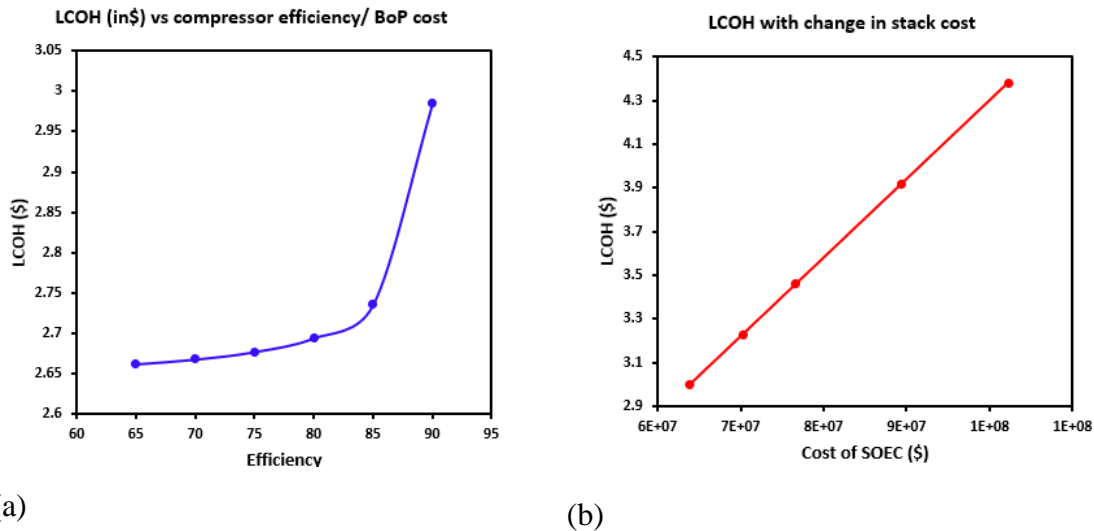 LCOH (in$) vs compressor efficiency/ BoP cost
3.05
3
2.95
2.9
2.85
2.8
2.75
2.7
2.65
2.6
LCOH ($)
60 65 70 75 80 85 90 95
Efficiency
(a)
LCOH with change in stack cost
4.5
4.3
4.1
3.9
3.7
3.5
3.3
3.1
2.9
LCOH ($)
6E+07 7E+07 8E+07 9E+07 1E+08 1E+08
Cost of SOEC ($)
(b)